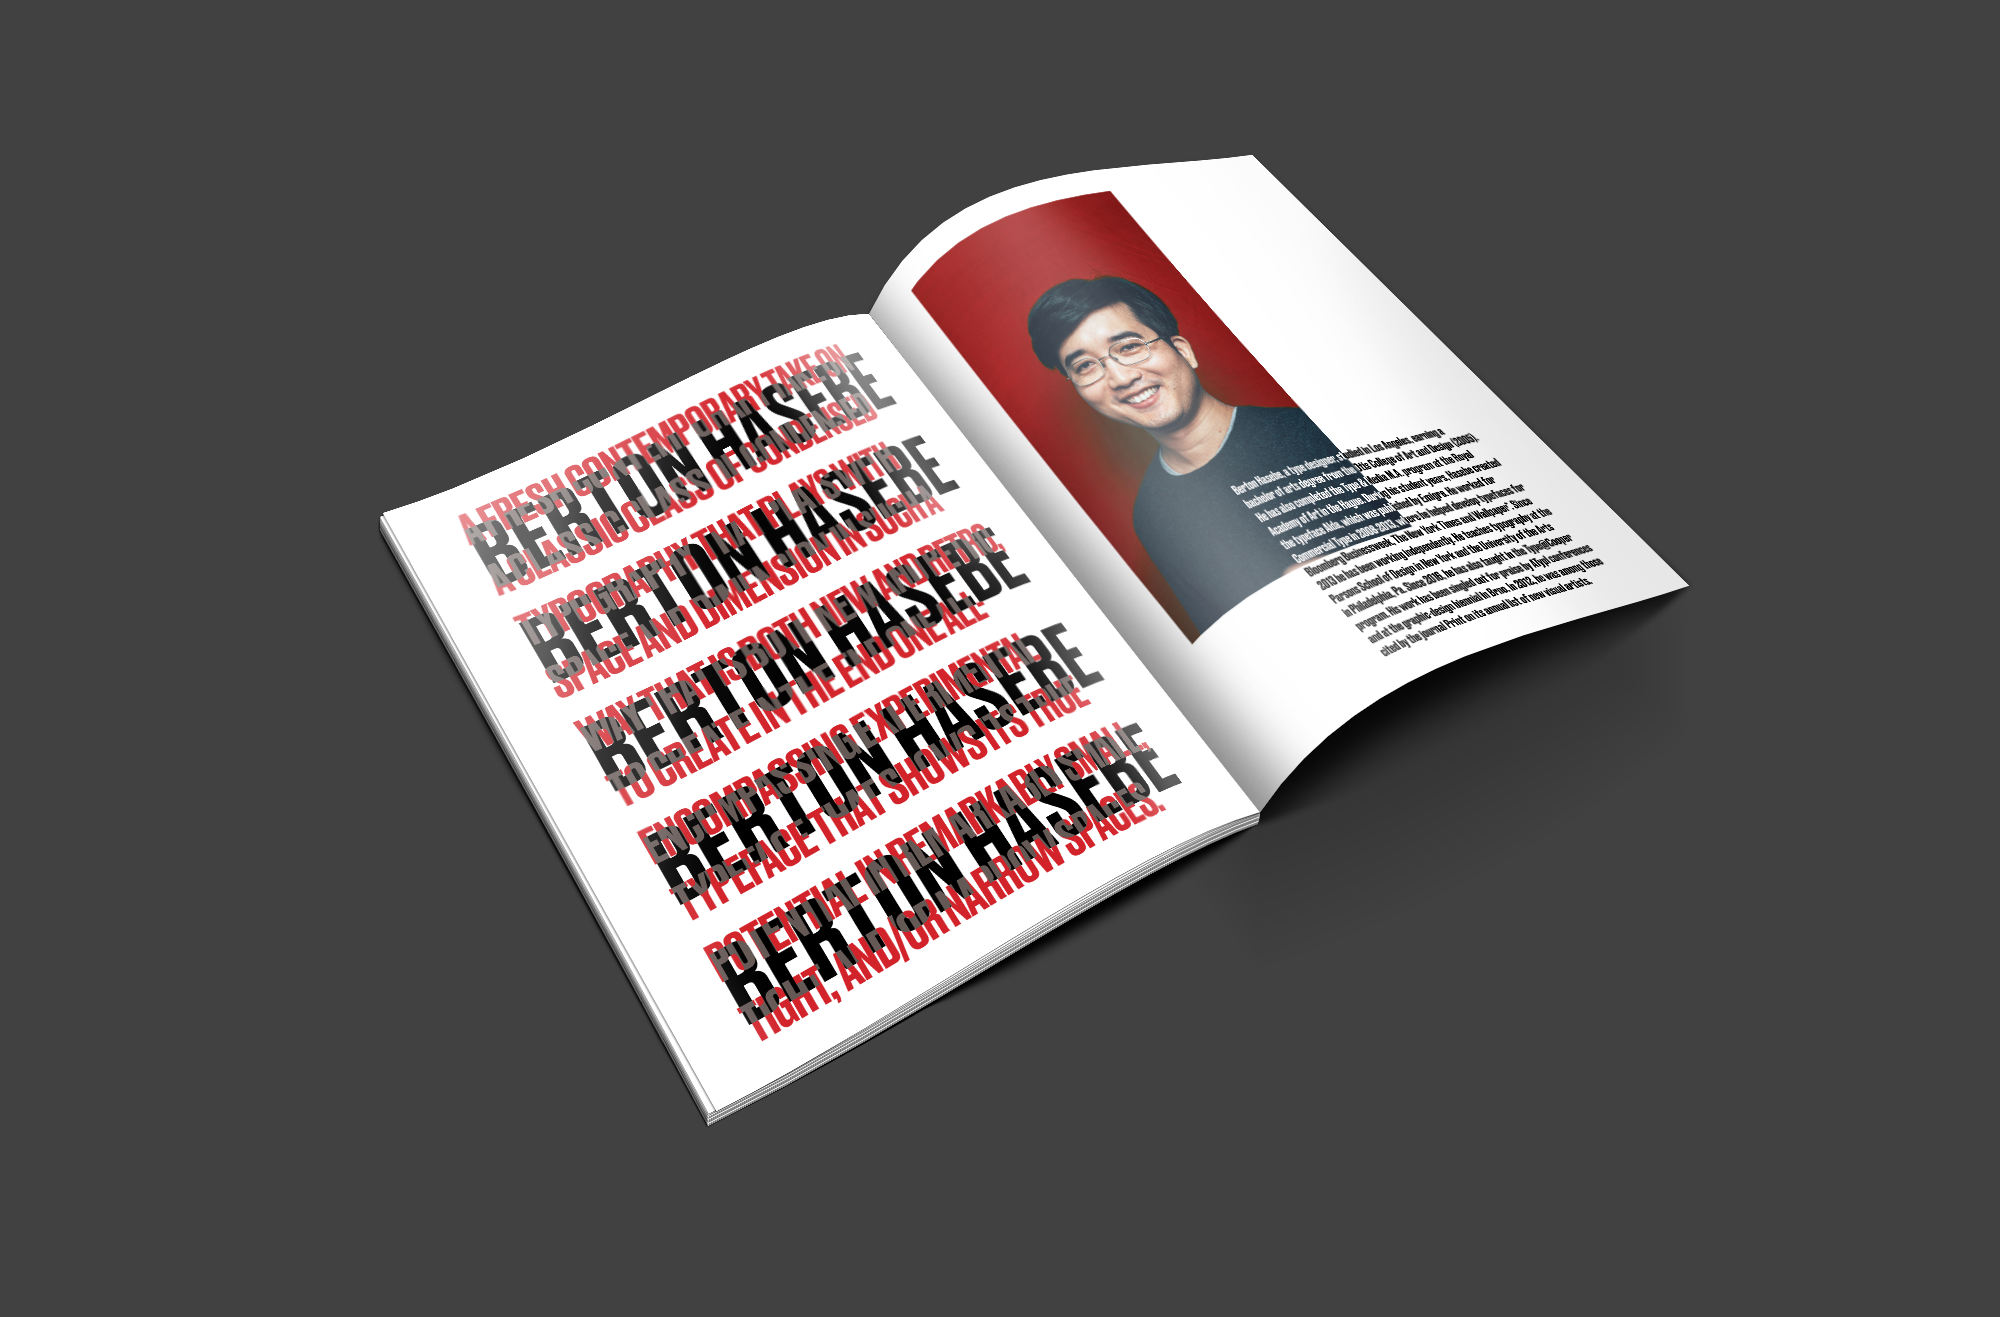 A FRESH CONTEMPORARY TAKE ON
BERTON HASEBE
A CLASSIC CLASS OF CONDENSED
TYPOGRAPHY THAT PLAYS WITH
BERTON HASEBE
SPACE AND DIMENSION IN SUCH A
WAY THAT IS BOTH NEW AND RETRO,
BERTON HASEBE
TO CREATE IN THE END ONE ALL
ENCOMPASSING EXPERIMENTAL
BERTON HASEBE
TYPEFACE THAT SHOWS ITS TRUE
POTENTIAL IN REMARKABLY SMALL,
BERTON HASEBE
TIGHT, AND/OR NARROW SPACES.
Berton Hasebe, a type designer, studied in Los Angeles, earning a
bachelor of arts degree from the Otis College of Art and Design (2005).
He has also completed the Type & Media M.A. program at the Royal
Academy of Art in the Hague. During his student years, Hasebe created
the typeface Aida, which was published by Emigre. He worked for
Commercial Type in 2008-2013, where he helped develop typefaces for
Bloomberg Businessweek, The New York Times and Wallpaper*. Since
2013 he has been working independently. He teaches typography at the
Parsons School of Design in New York and the University of the Arts
in Philadelphia, Pa. Since 2016, he has also taught in the Type@Cooper
program. His work has been singled out for praise by ATypI conferences
and at the graphic-design biennial in Brno. In 2012, he was among those
cited by the journal Print on its annual list of new visual artists.